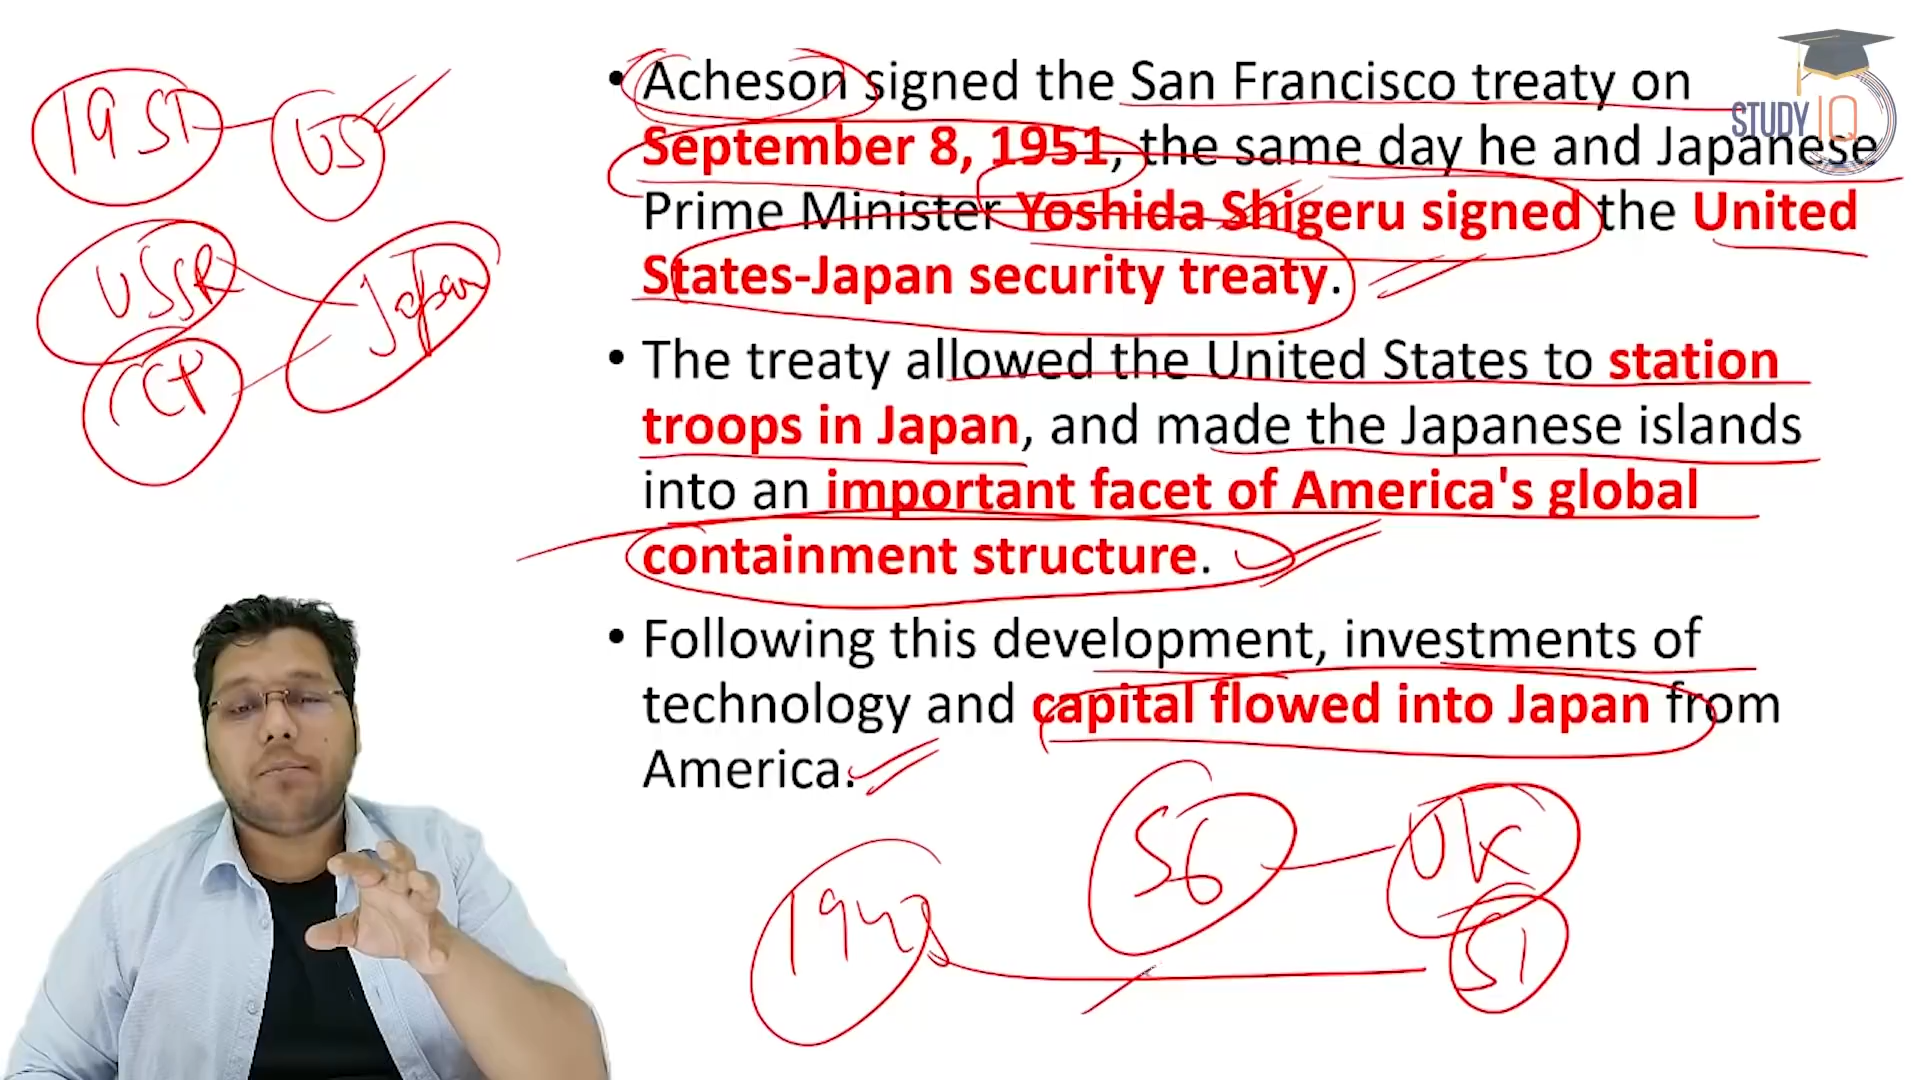 • Acheson signed the San Francisco treaty on
September 8, 1951, the same day he and Japanese
Prime Minister Yoshida Shigeru signed the United
States-Japan security treaty.
• The treaty allowed the United States to station
troops in Japan, and made the Japanese islands
into an important facet of America's global
containment structure.
• Following this development, investments of
technology and capital flowed into Japan from
America.
STUDY IQ
1951
US
USSR
Japan
56
UK
51